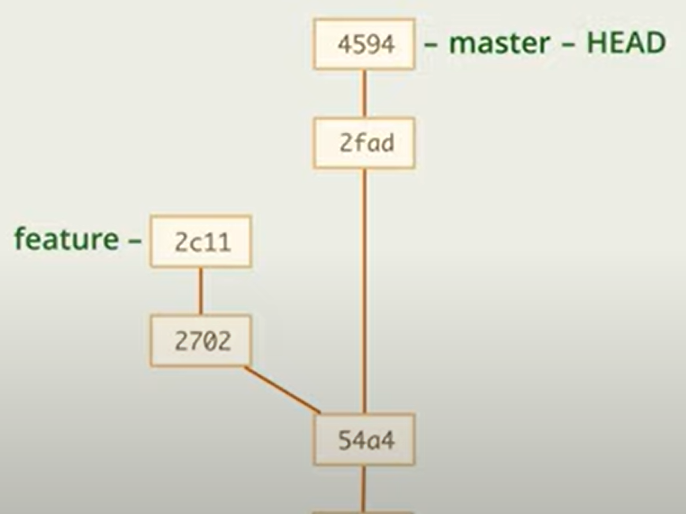 4594 – master – HEAD
2fad
feature – 2c11
2702
54a4